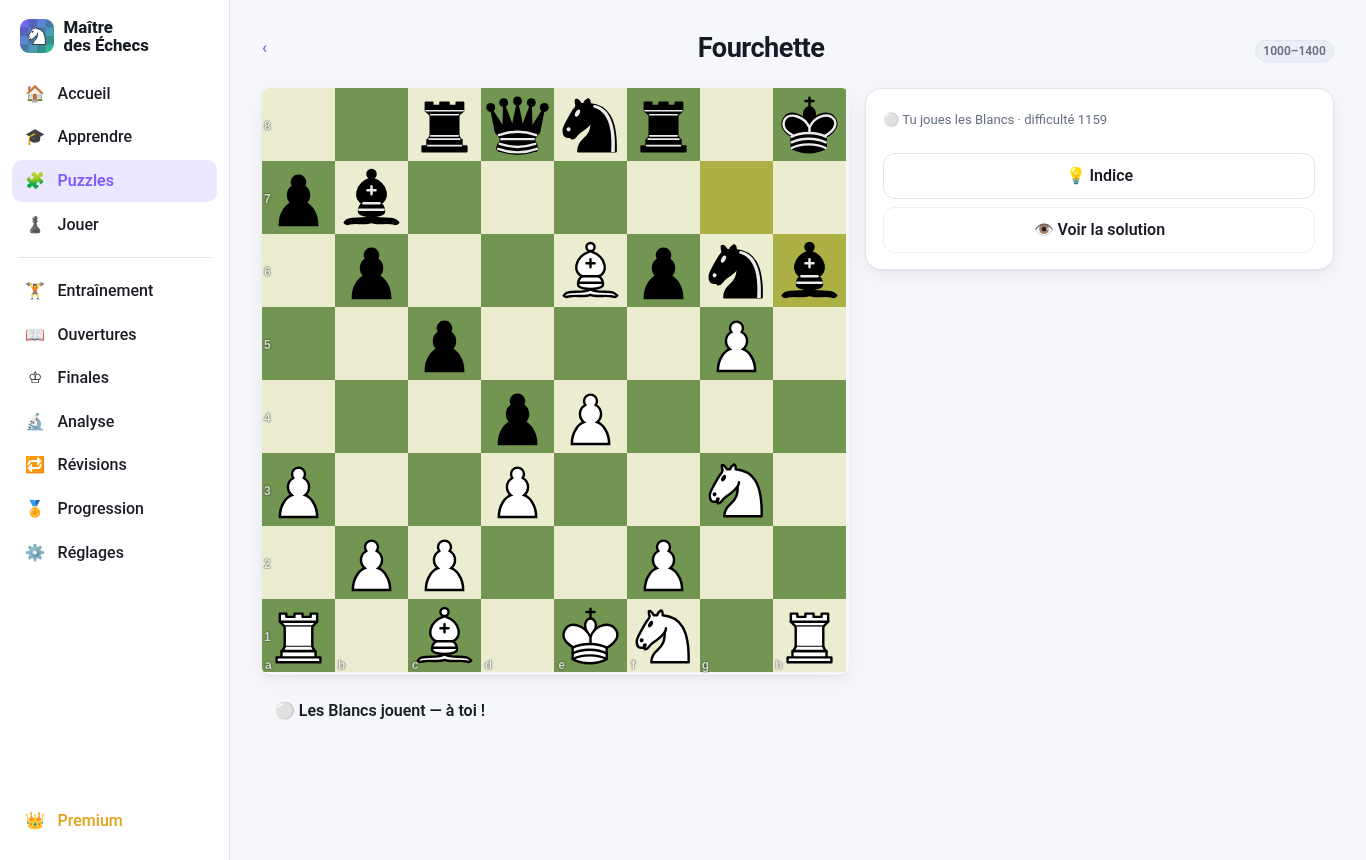 Maître
des Échecs
Accueil
Apprendre
Puzzles
Jouer
Entraînement
Ouvertures
Finales
Analyse
Révisions
Progression
Réglages
Premium
‹
Fourchette
1000–1400
8
7
6
5
4
3
2
1
a b c d e f g h
Les Blancs jouent — à toi !
Tu joues les Blancs · difficulté 1159
Indice
Voir la solution